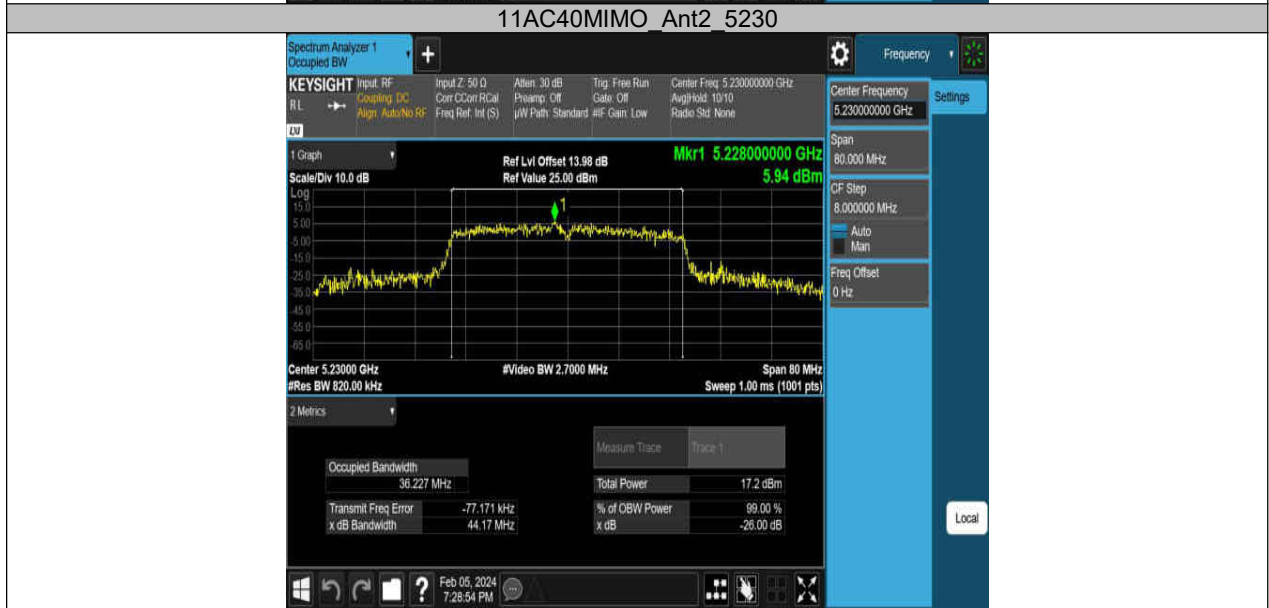 11AC40MIMO_Ant2_5230
Spectrum Analyzer 1
Occupied BW
+
Frequency
KEYSIGHT Input: RF Input Z: 50 Ω Atten: 30 dB Trig: Free Run Center Freq: 5.230000000 GHz
RL Coupling: DC Corr CCorr RCal Preamp: Off Gate: Off Avg|Hold: 10/10
Align: Auto/No RF Freq Ref: Int (S) µW Path: Standard #IF Gain: Low Radio Std: None
LXI
Center Frequency
5.230000000 GHz
Settings
Span
80.000 MHz
CF Step
8.000000 MHz
Auto
Man
Freq Offset
0 Hz
1 Graph
Ref Lvl Offset 13.98 dB
Mkr1 5.228000000 GHz
Scale/Div 10.0 dB
Ref Value 25.00 dBm
5.94 dBm
Log
15.0
5.00
-5.00
-15.0
-25.0
-35.0
-45.0
-55.0
-65.0
1
Center 5.23000 GHz
#Video BW 2.7000 MHz
Span 80 MHz
#Res BW 820.00 kHz
Sweep 1.00 ms (1001 pts)
2 Metrics
Measure Trace Trace 1
Occupied Bandwidth
36.227 MHz
Total Power 17.2 dBm
Transmit Freq Error -77.171 kHz
% of OBW Power 99.00 %
x dB Bandwidth 44.17 MHz
x dB -26.00 dB
Local
?
Feb 05, 2024
7:28:54 PM